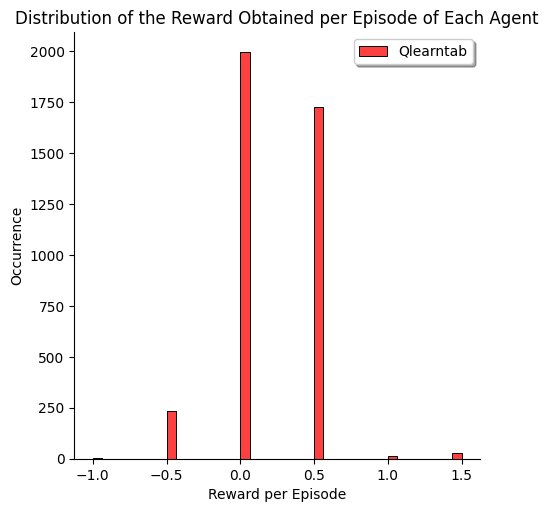 Distribution of the Reward Obtained per Episode of Each Agent
Qlearntab
2000
1750
1500
1250
1000
750
500
250
0
Occurrence
−1.0 −0.5 0.0 0.5 1.0 1.5
Reward per Episode